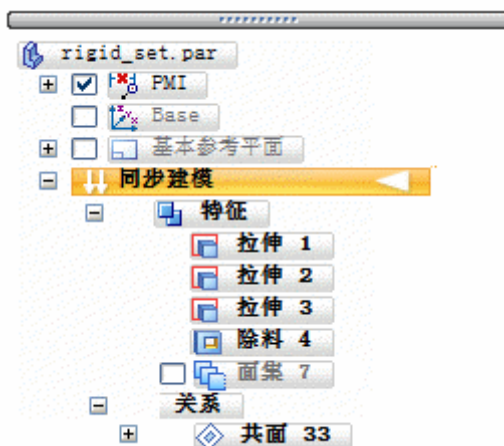 rigid_set.par
PMI
Base
基本参考平面
同步建模
特征
拉伸 1
拉伸 2
拉伸 3
除料 4
面集 7
关系
共面 33